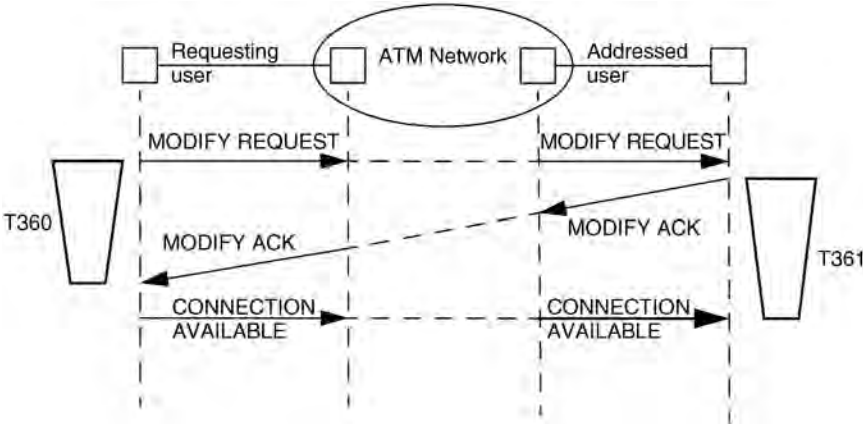 Requesting
user
ATM Network
Addressed
user
MODIFY REQUEST
MODIFY REQUEST
T360
MODIFY ACK
MODIFY ACK
T361
CONNECTION
AVAILABLE
CONNECTION
AVAILABLE